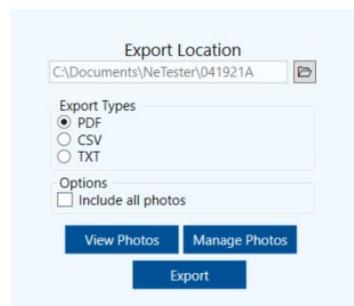 Export Location
C:\Documents\NeTester\041921A
Export Types
PDF
CSV
TXT
Options
Include all photos
View Photos Manage Photos
Export